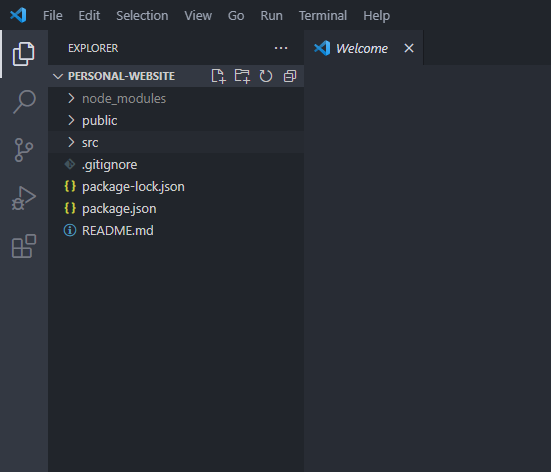 File Edit Selection View Go Run Terminal Help
EXPLORER
Welcome
PERSONAL-WEBSITE
node_modules
public
src
.gitignore
package-lock.json
package.json
README.md